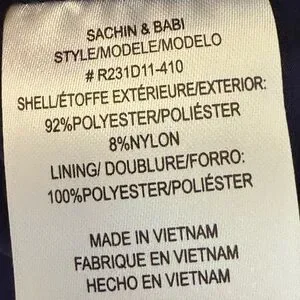 SACHIN & BABI
STYLE/MODELE/MODELO
# R231D11-410
SHELL/ÉTOFFE EXTÉRIEURE/EXTERIOR:
92%POLYESTER/POLIÉSTER
8%NYLON
LINING/ DOUBLURE/FORRO:
100%POLYESTER/POLIÉSTER
MADE IN VIETNAM
FABRIQUE EN VIETNAM
HECHO EN VIETNAM